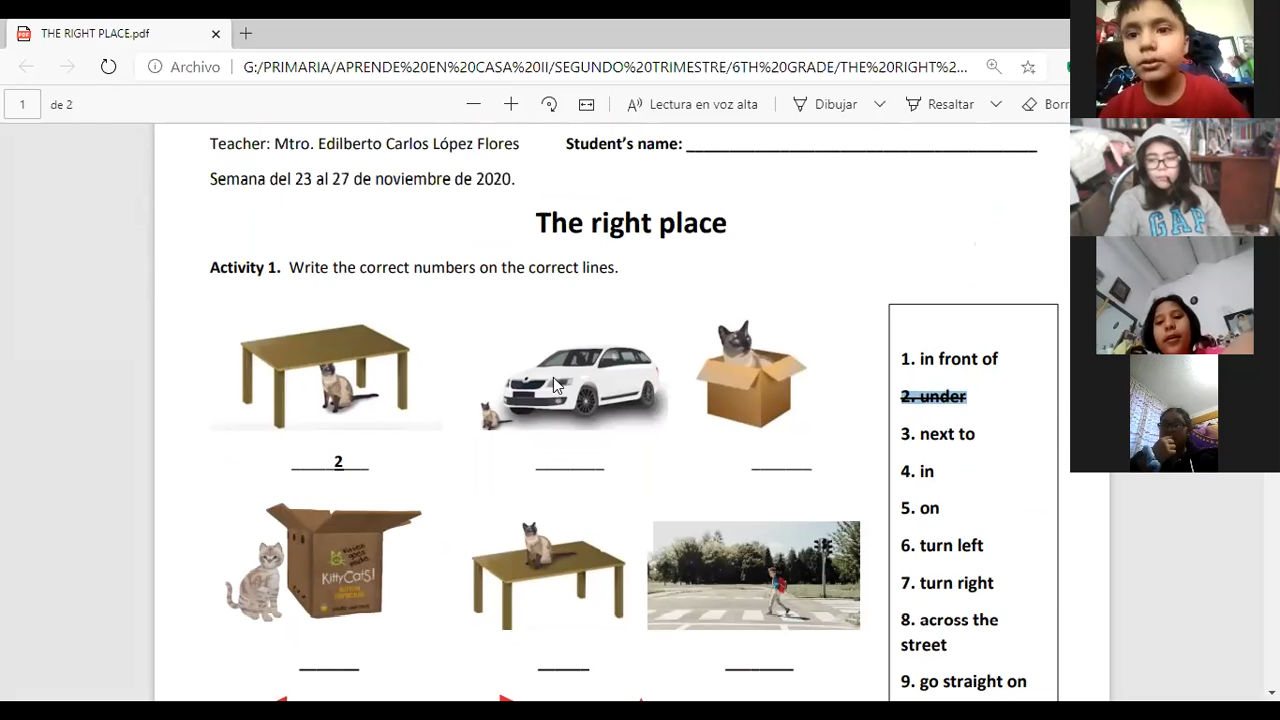 THE RIGHT PLACE.pdf
Archivo G:/PRIMARIA/APRENDE%20EN%20CASA%20II/SEGUNDO%20TRIMESTRE/6TH%20GRADE/THE%20RIGHT%2...
1 de 2 Lectura en voz alta Dibujar Resaltar Borr
Teacher: Mtro. Edilberto Carlos López Flores Student's name: ___________________________________
Semana del 23 al 27 de noviembre de 2020.
The right place
Activity 1. Write the correct numbers on the correct lines.
1. in front of
2. under
3. next to
4. in
5. on
6. turn left
7. turn right
8. across the
street
9. go straight on
2
KittyCats!
GAP